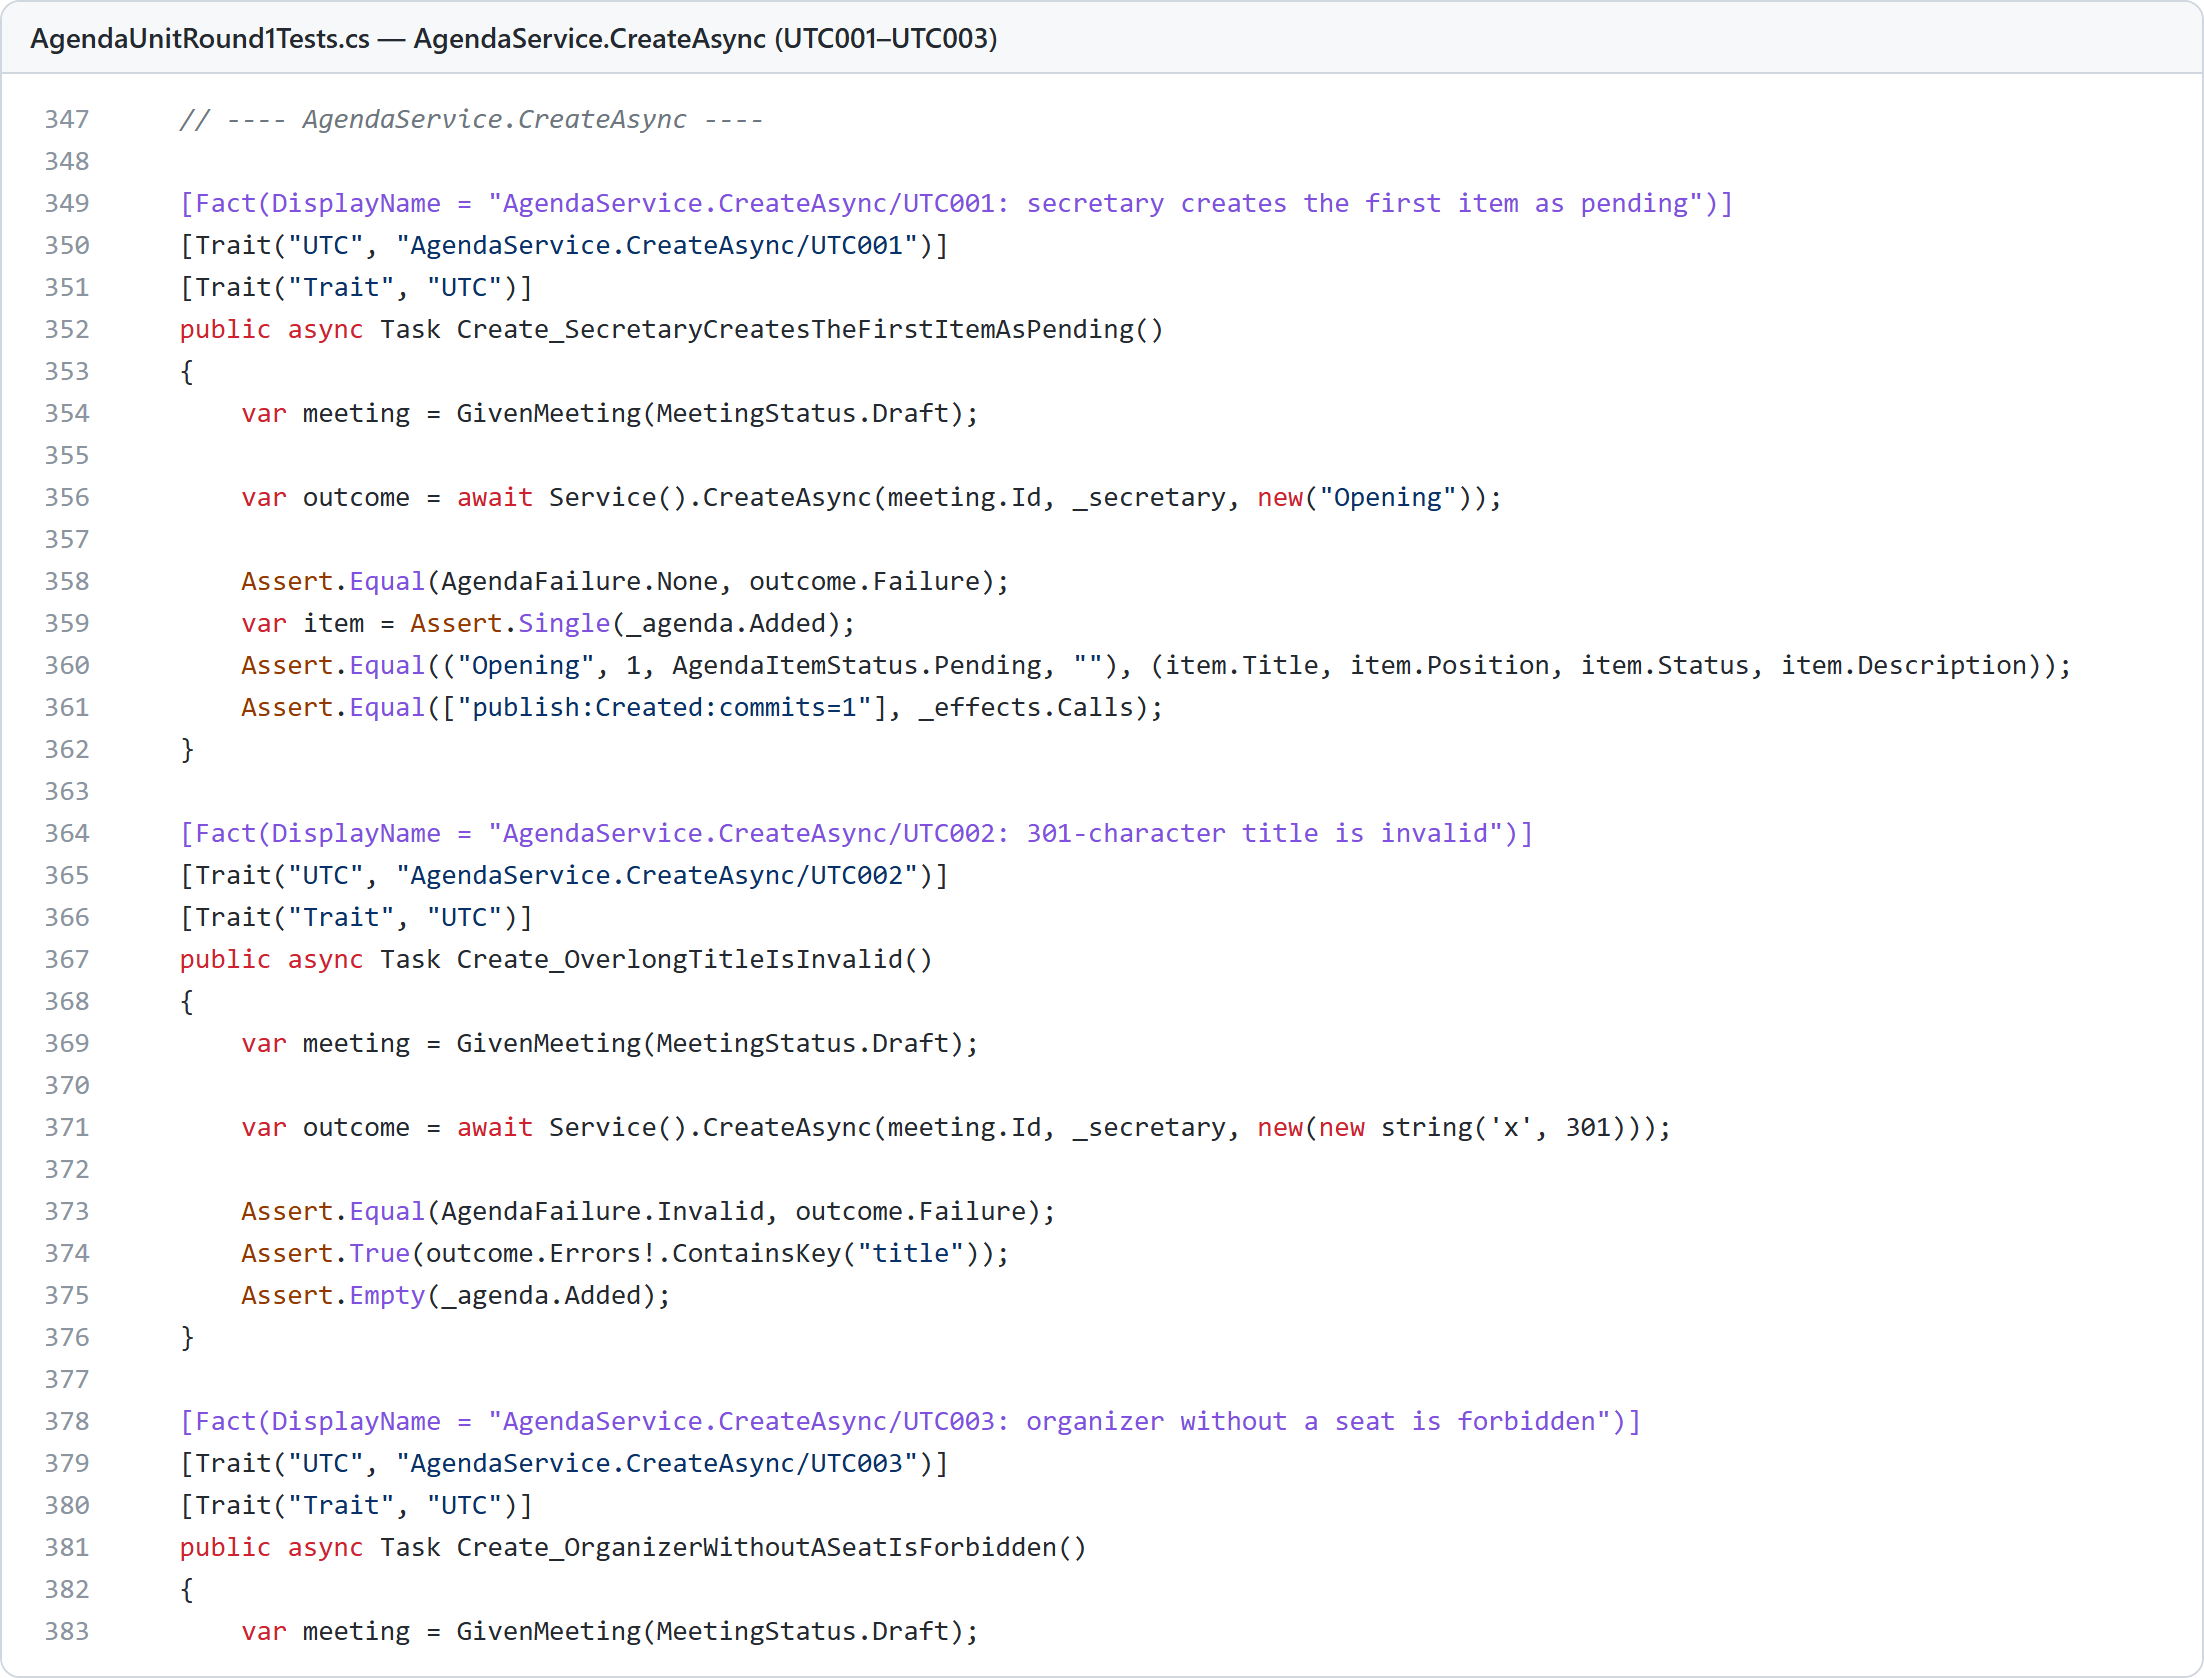 AgendaUnitRound1Tests.cs — AgendaService.CreateAsync (UTC001–UTC003)
347 // ---- AgendaService.CreateAsync ----
348
349 [Fact(DisplayName = "AgendaService.CreateAsync/UTC001: secretary creates the first item as pending")]
350 [Trait("UTC", "AgendaService.CreateAsync/UTC001")]
351 [Trait("Trait", "UTC")]
352 public async Task Create_SecretaryCreatesTheFirstItemAsPending()
353 {
354     var meeting = GivenMeeting(MeetingStatus.Draft);
355
356     var outcome = await Service().CreateAsync(meeting.Id, _secretary, new("Opening"));
357
358     Assert.Equal(AgendaFailure.None, outcome.Failure);
359     var item = Assert.Single(_agenda.Added);
360     Assert.Equal(("Opening", 1, AgendaItemStatus.Pending, ""), (item.Title, item.Position, item.Status, item.Description));
361     Assert.Equal(["publish:Created:commits=1"], _effects.Calls);
362 }
363
364 [Fact(DisplayName = "AgendaService.CreateAsync/UTC002: 301-character title is invalid")]
365 [Trait("UTC", "AgendaService.CreateAsync/UTC002")]
366 [Trait("Trait", "UTC")]
367 public async Task Create_OverlongTitleIsInvalid()
368 {
369     var meeting = GivenMeeting(MeetingStatus.Draft);
370
371     var outcome = await Service().CreateAsync(meeting.Id, _secretary, new(new string('x', 301)));
372
373     Assert.Equal(AgendaFailure.Invalid, outcome.Failure);
374     Assert.True(outcome.Errors!.ContainsKey("title"));
375     Assert.Empty(_agenda.Added);
376 }
377
378 [Fact(DisplayName = "AgendaService.CreateAsync/UTC003: organizer without a seat is forbidden")]
379 [Trait("UTC", "AgendaService.CreateAsync/UTC003")]
380 [Trait("Trait", "UTC")]
381 public async Task Create_OrganizerWithoutASeatIsForbidden()
382 {
383     var meeting = GivenMeeting(MeetingStatus.Draft);